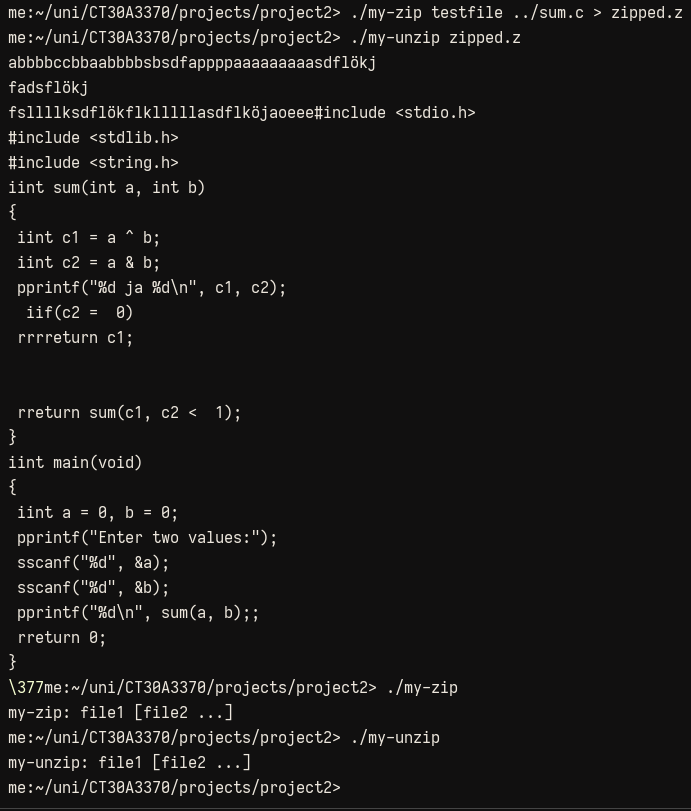 me:~/uni/CT30A3370/projects/project2> ./my-zip testfile ../sum.c > zipped.z
me:~/uni/CT30A3370/projects/project2> ./my-unzip zipped.z
abbbbccbbaabbbbsbsdfappppaaaaaaaaasdflökj
fadsflökj
fsllllksdflökflklllllasdflköjaoeee#include <stdio.h>
#include <stdlib.h>
#include <string.h>
iint sum(int a, int b)
{
 iint c1 = a ^ b;
 iint c2 = a & b;
 pprintf("%d ja %d\n", c1, c2);
  iif(c2 =  0)
 rrrreturn c1;
 rreturn sum(c1, c2 <  1);
}
iint main(void)
{
 iint a = 0, b = 0;
 pprintf("Enter two values:");
 sscanf("%d", &a);
 sscanf("%d", &b);
 pprintf("%d\n", sum(a, b);;
 rreturn 0;
}
\377me:~/uni/CT30A3370/projects/project2> ./my-zip
my-zip: file1 [file2 ...]
me:~/uni/CT30A3370/projects/project2> ./my-unzip
my-unzip: file1 [file2 ...]
me:~/uni/CT30A3370/projects/project2>